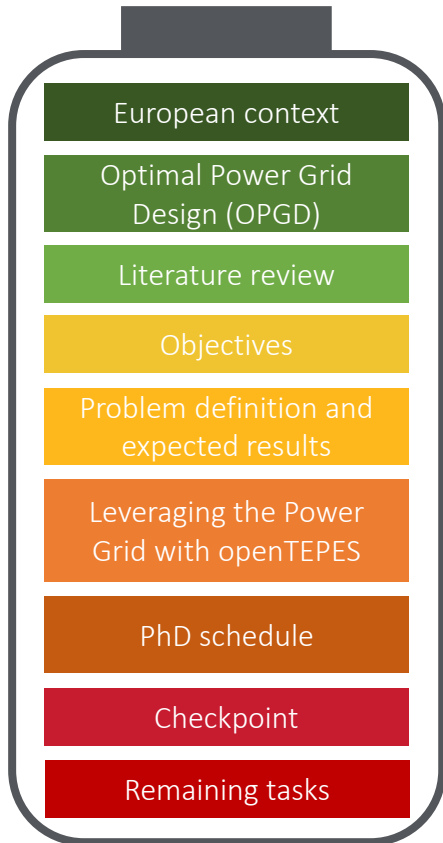 European context
Optimal Power Grid
Design (OPGD)
Literature review
Objectives
Problem definition and
expected results
Leveraging the Power
Grid with openTEPES
PhD schedule
Checkpoint
Remaining tasks